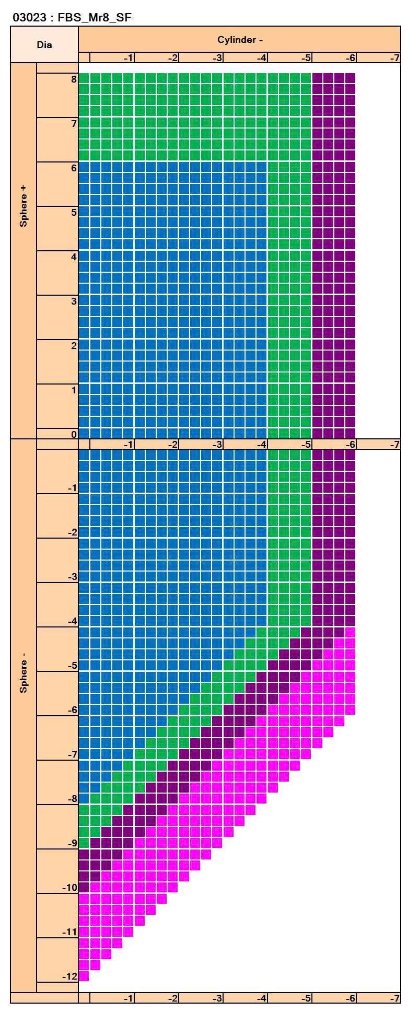 03023 : FBS_Mr8_SF
Dia
Cylinder -
-1 -2 -3 -4 -5 -6 -7
Sphere +
8
7
6
5
4
3
2
1
0
-1 -2 -3 -4 -5 -6 -7
Sphere -
-1
-2
-3
-4
-5
-6
-7
-8
-9
-10
-11
-12
-1 -2 -3 -4 -5 -6 -7